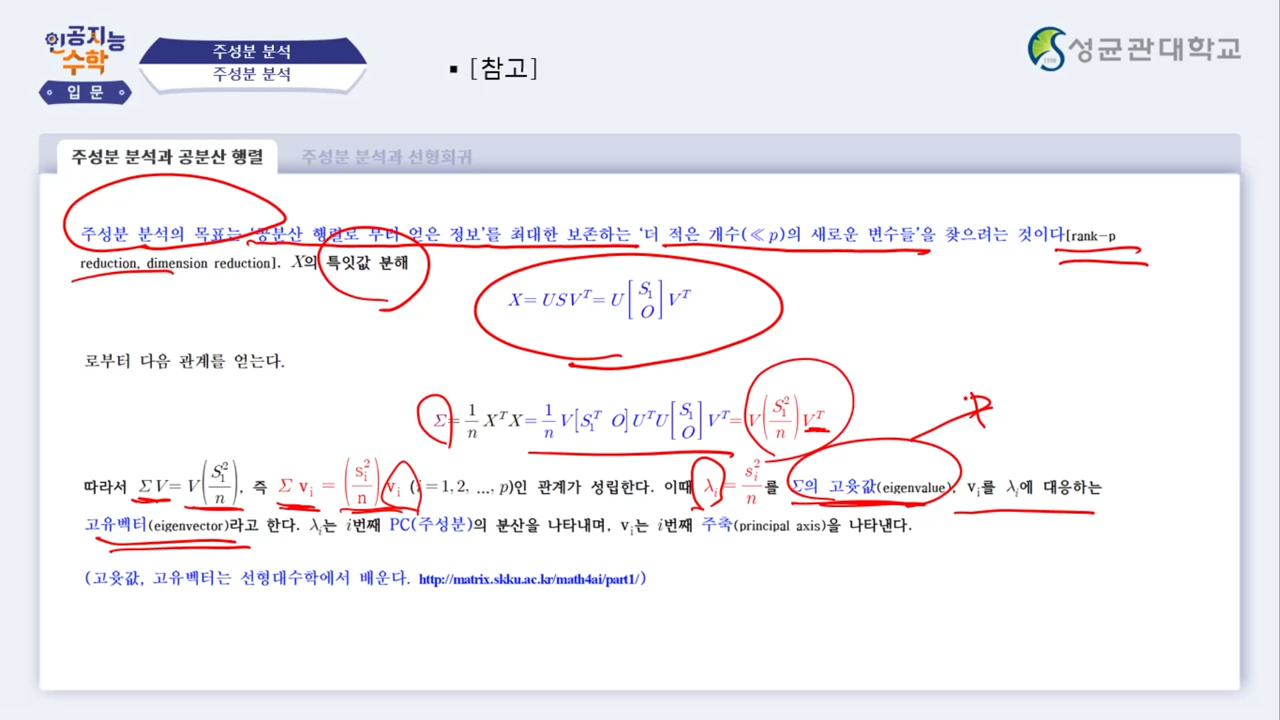 인공지능
수학
입 문
주성분 분석
주성분 분석
▪ [참고]
성균관대학교
주성분 분석과 공분산 행렬
주성분 분석과 선형회귀
주성분 분석의 목표는 '공분산 행렬로 부터 얻은 정보'를 최대한 보존하는 '더 적은 개수(≪p)의 새로운 변수들'을 찾으려는 것이다[rank-p
reduction, dimension reduction]. X의 특잇값 분해
X = USV^T = U [S_1 O] V^T
로부터 다음 관계를 얻는다.
Σ = 1/n X^T X = 1/n V[S_1^T O] U^T U [S_1 O] V^T = V (S_1^2/n) V^T
따라서 ΣV = V (S_1^2/n), 즉 Σ v_i = (s_i^2/n) v_i (i = 1, 2, ..., p)인 관계가 성립한다. 이때 λ_i = s_i^2/n 를 Σ의 고윳값(eigenvalue), v_i를 λ_i에 대응하는
고유벡터(eigenvector)라고 한다. λ_i는 i번째 PC(주성분)의 분산을 나타내며, v_i는 i번째 주축(principal axis)을 나타낸다.
(고윳값, 고유벡터는 선형대수학에서 배운다. http://matrix.skku.ac.kr/math4ai/part1/)